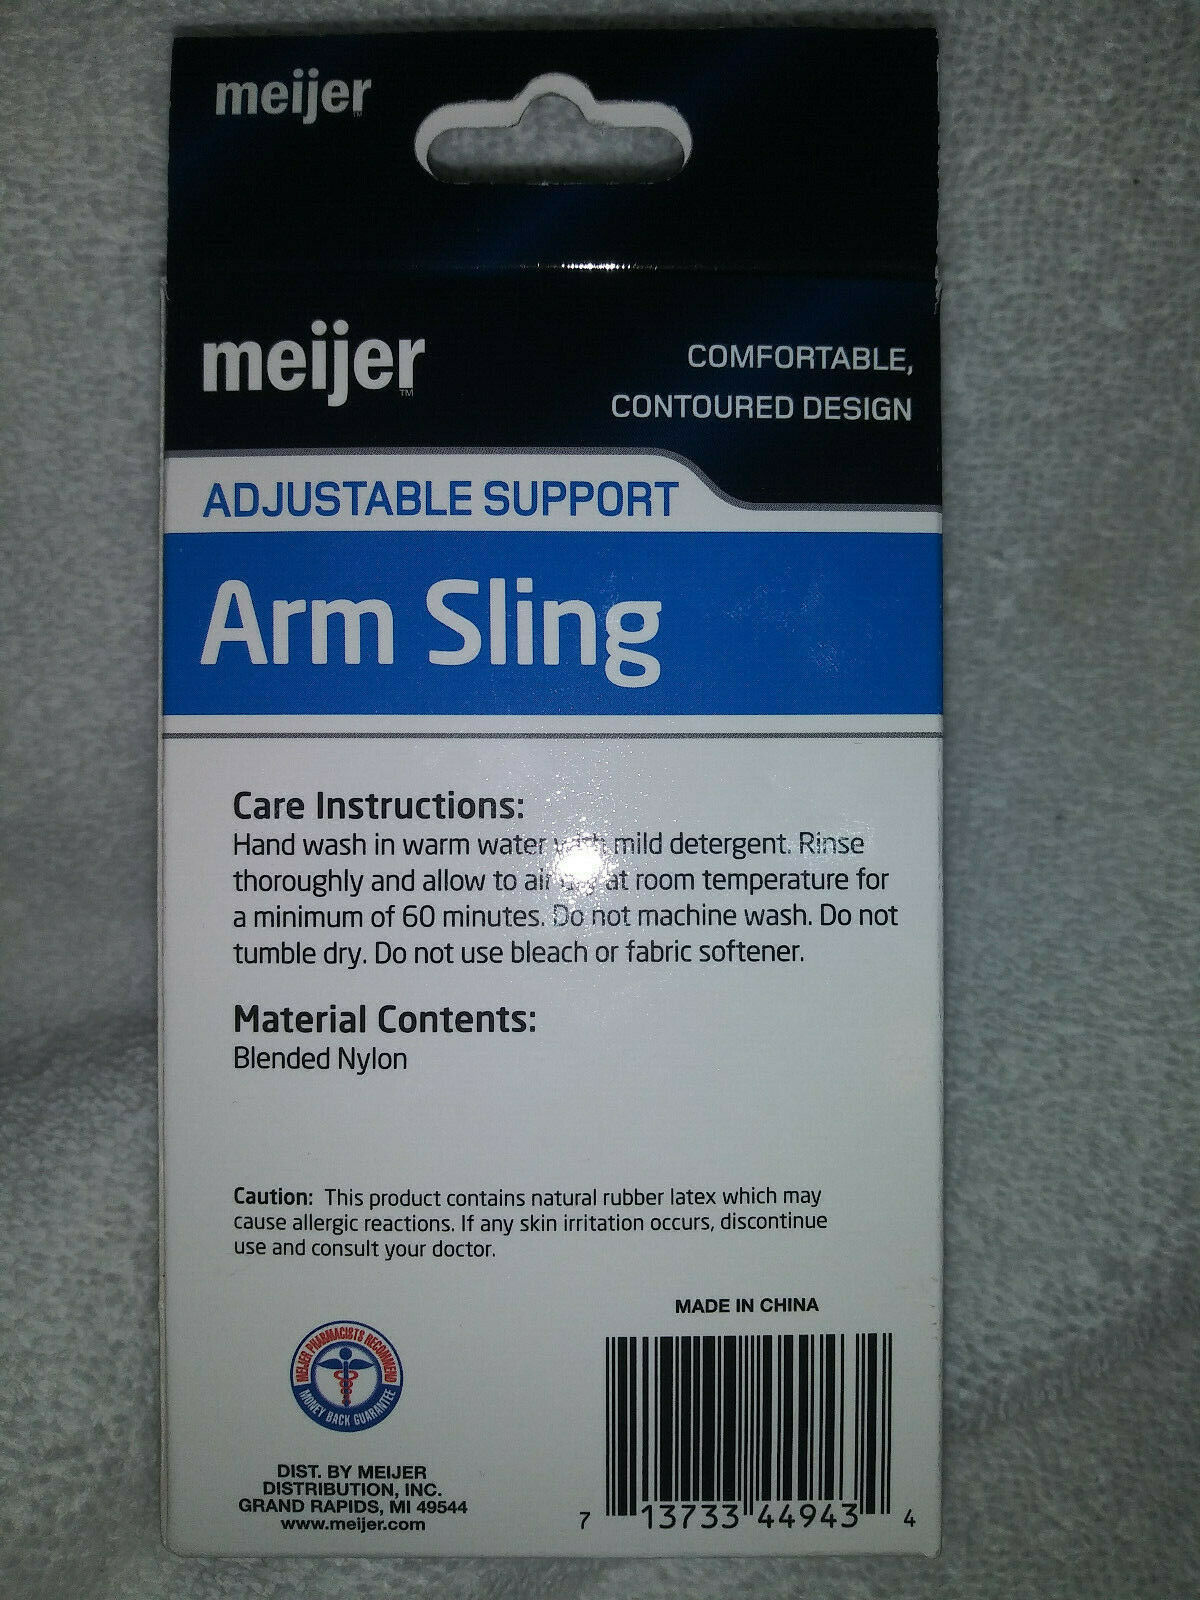 meijer™
meijer™
COMFORTABLE,
CONTOURED DESIGN
ADJUSTABLE SUPPORT
Arm Sling
Care Instructions:
Hand wash in warm water with mild detergent. Rinse
thoroughly and allow to air dry at room temperature for
a minimum of 60 minutes. Do not machine wash. Do not
tumble dry. Do not use bleach or fabric softener.
Material Contents:
Blended Nylon
Caution: This product contains natural rubber latex which may
cause allergic reactions. If any skin irritation occurs, discontinue
use and consult your doctor.
MADE IN CHINA
MEIJER PHARMACISTS RECOMMEND
MONEY BACK GUARANTEE
DIST. BY MEIJER
DISTRIBUTION, INC.
GRAND RAPIDS, MI 49544
www.meijer.com
7 13733 44943 4